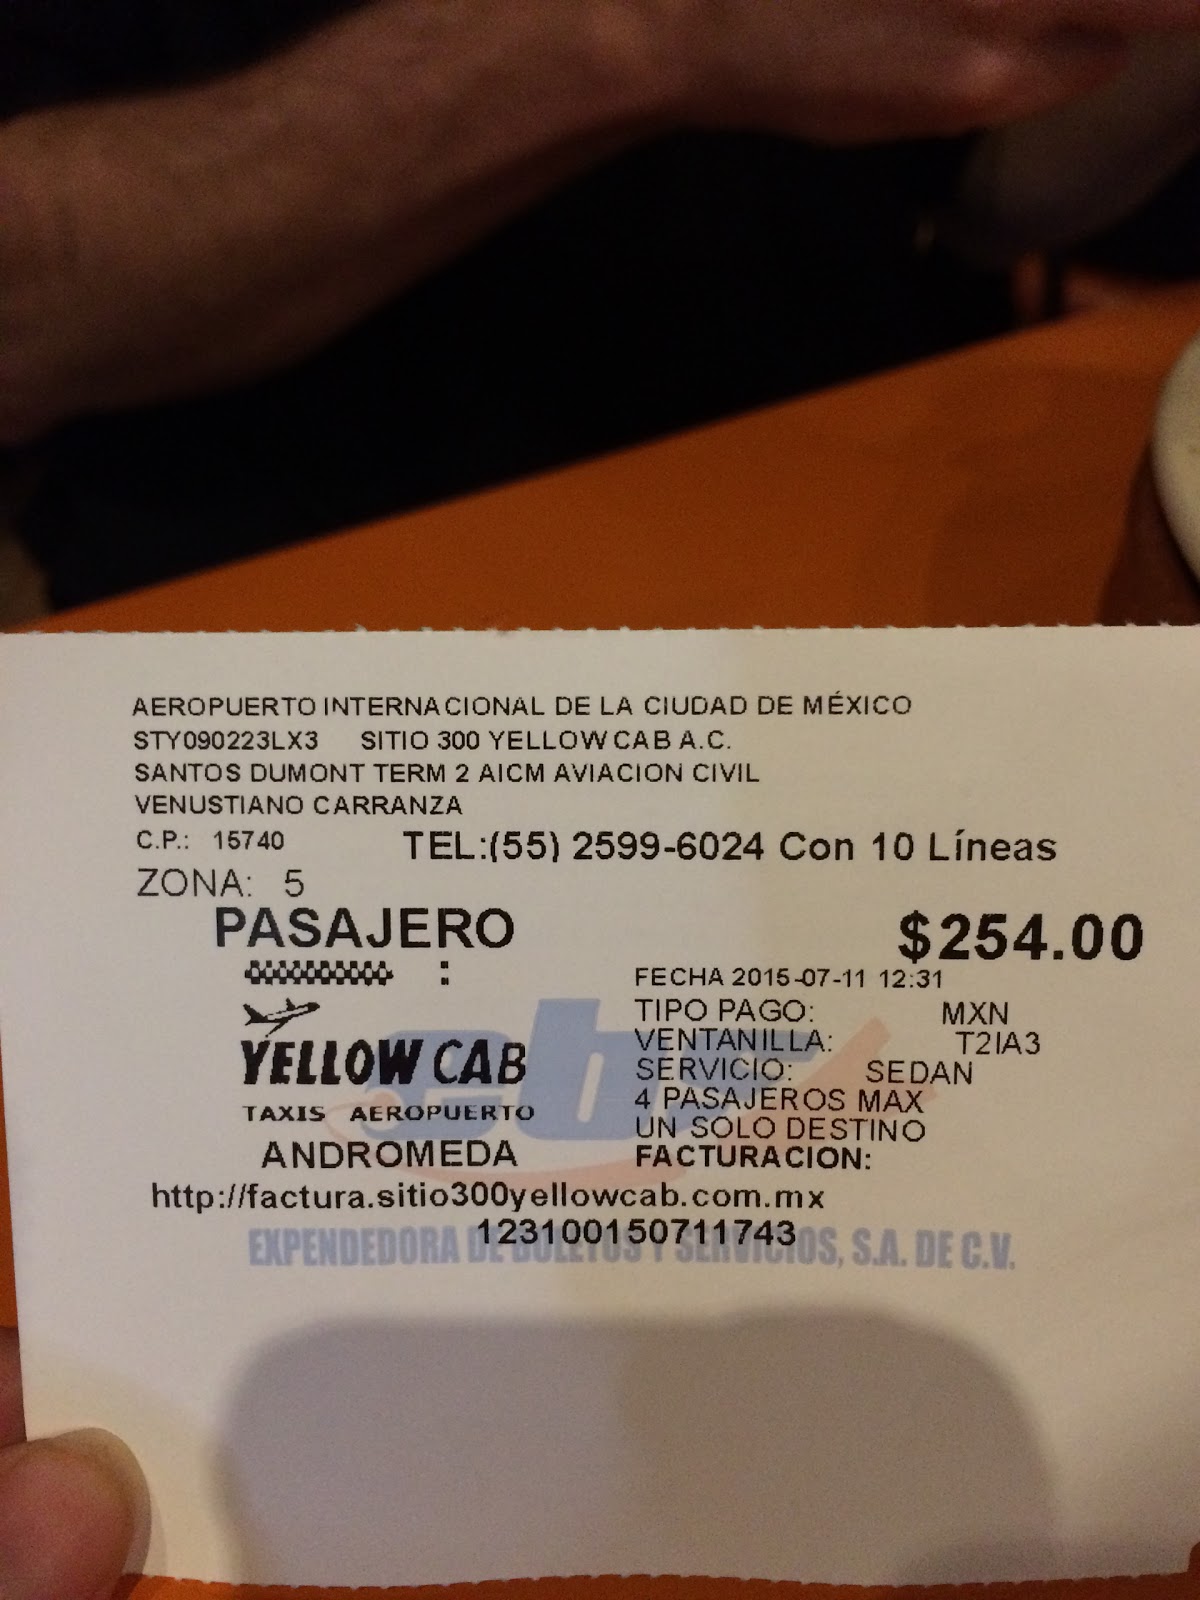 AEROPUERTO INTERNACIONAL DE LA CIUDAD DE MÉXICO
STY090223LX3 SITIO 300 YELLOW CAB A.C.
SANTOS DUMONT TERM 2 AICM AVIACION CIVIL
VENUSTIANO CARRANZA
C.P.: 15740 TEL:(55) 2599-6024 Con 10 Líneas
ZONA: 5
PASAJERO $254.00
:
FECHA 2015-07-11 12:31
TIPO PAGO: MXN
VENTANILLA: T2IA3
SERVICIO: SEDAN
4 PASAJEROS MAX
UN SOLO DESTINO
FACTURACION:
YELLOW CAB
TAXIS AEROPUERTO
ANDROMEDA
ebs
http://factura.sitio300yellowcab.com.mx
123100150711743
EXPENDEDORA DE BOLETOS Y SERVICIOS, S.A. DE C.V.